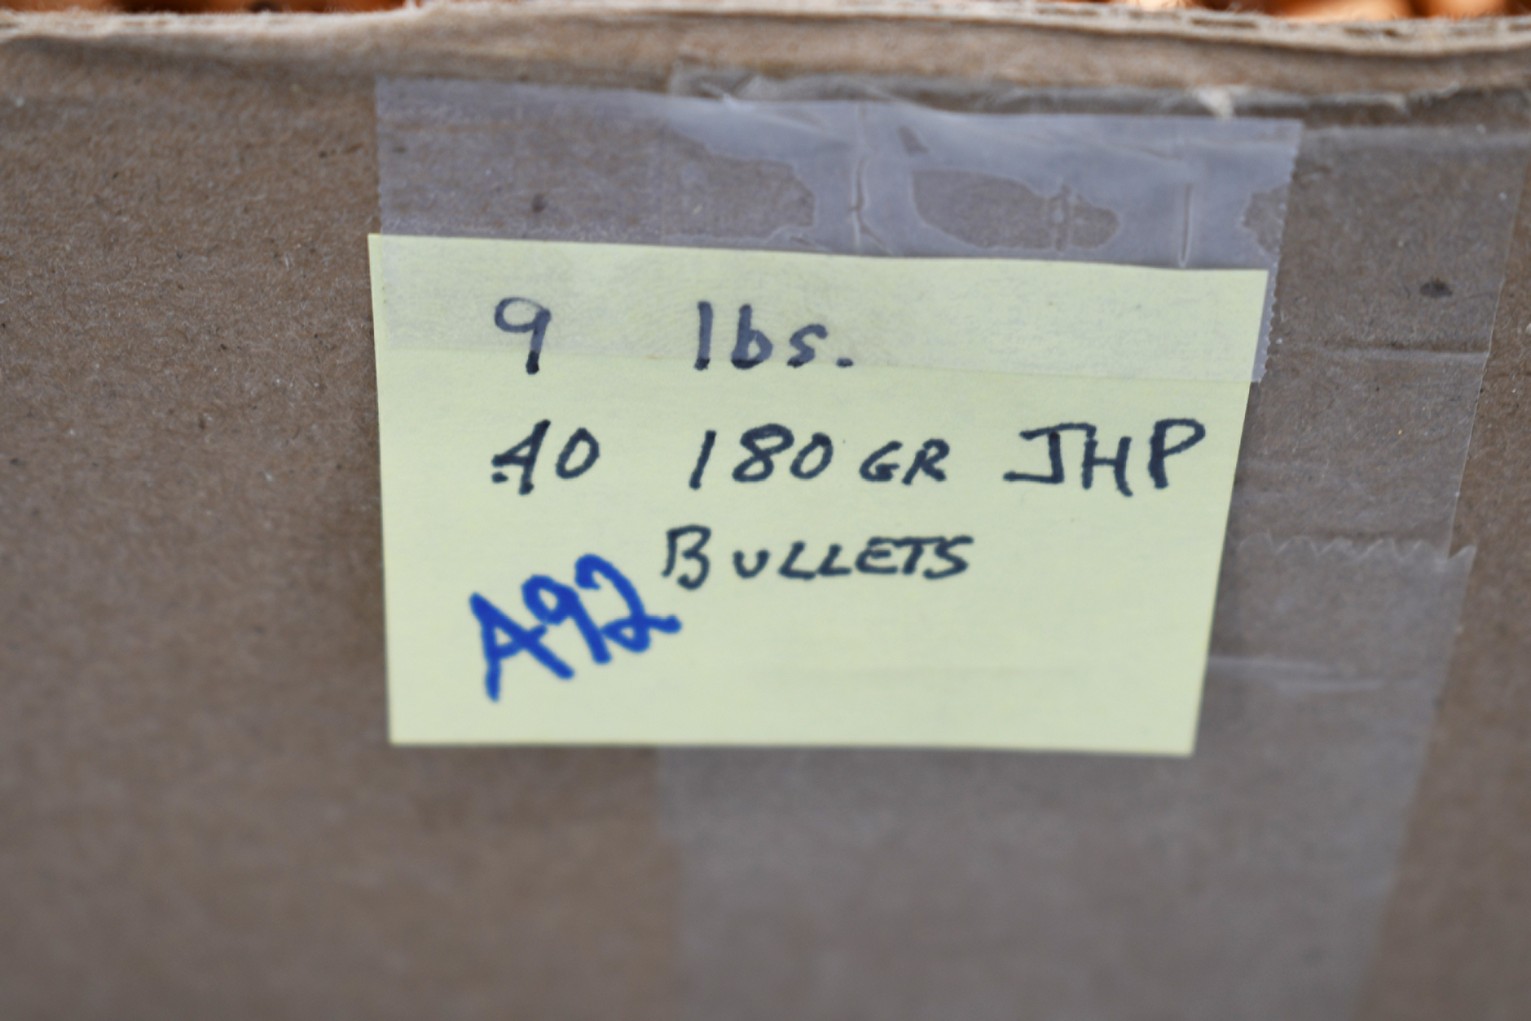 9 lbs.
.40 180 GR JHP
BULLETS
A92